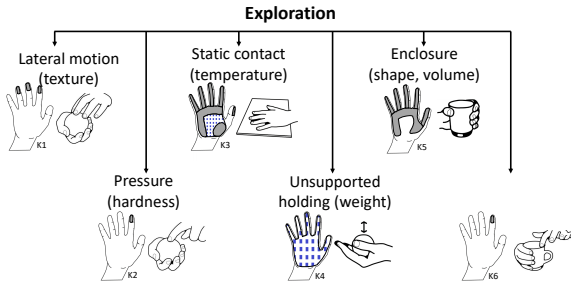 Exploration
Lateral motion
(texture)
Static contact
(temperature)
Enclosure
(shape, volume)
K1
K3
K5
Pressure
(hardness)
Unsupported
holding (weight)
K2
K4
K6